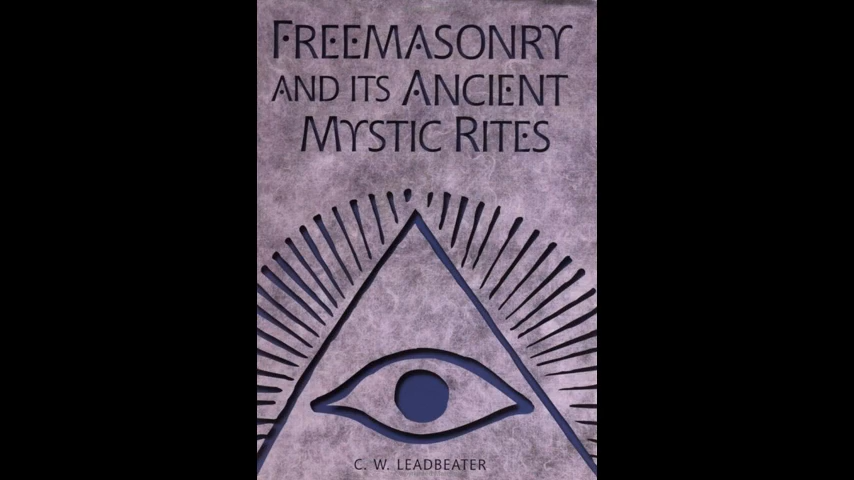 FREEMASONRY
AND ITS ANCIENT
MYSTIC RITES
C. W. LEADBEATER